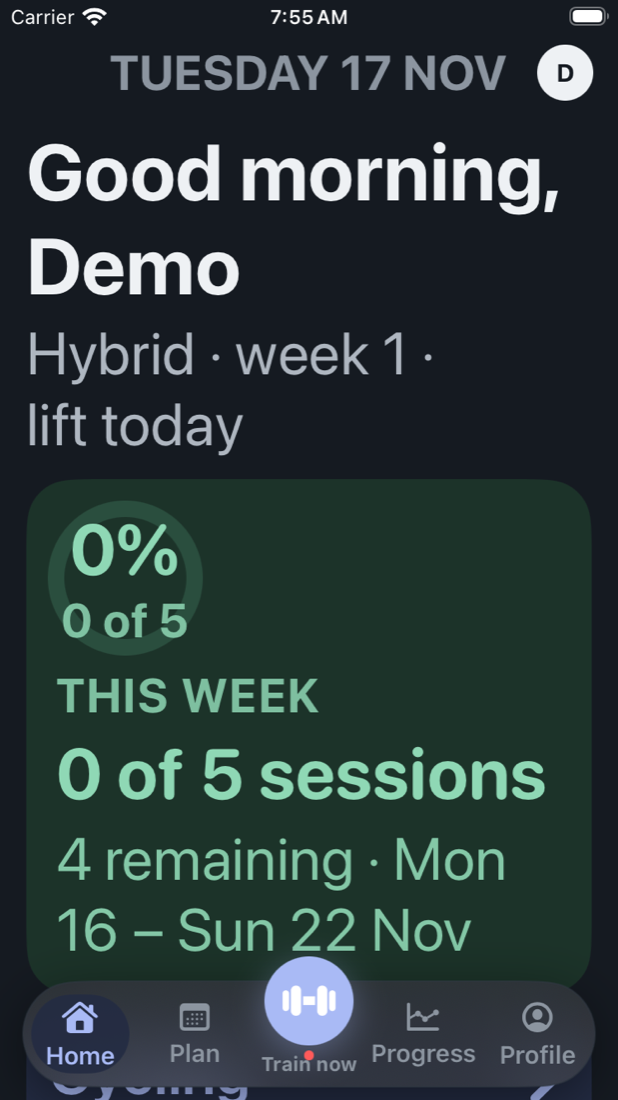 Carrier 7:55 AM
TUESDAY 17 NOV D
Good morning,
Demo
Hybrid · week 1 ·
lift today
0%
0 of 5
THIS WEEK
0 of 5 sessions
4 remaining · Mon
16 – Sun 22 Nov
Home Plan Train now Progress Profile
Cycling